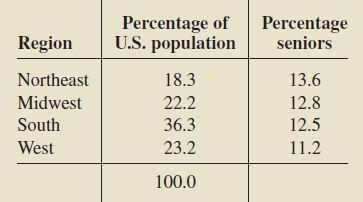 Percentage of Percentage
Region U.S. population seniors
Northeast 18.3 13.6
Midwest 22.2 12.8
South 36.3 12.5
West 23.2 11.2
100.0